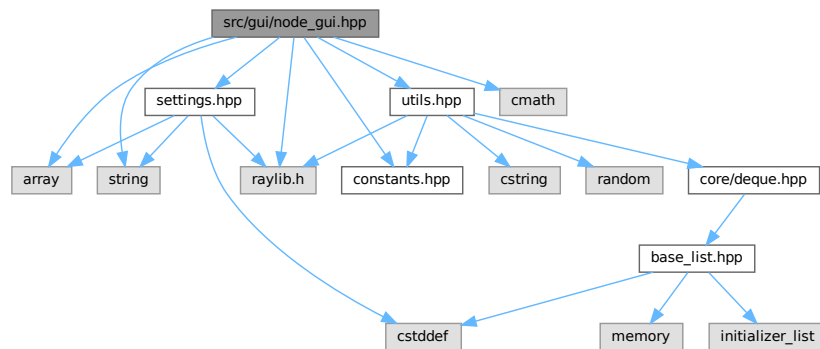 src/gui/node_gui.hpp
settings.hpp
utils.hpp
cmath
array
string
raylib.h
constants.hpp
cstring
random
core/deque.hpp
base_list.hpp
cstddef
memory
initializer_list